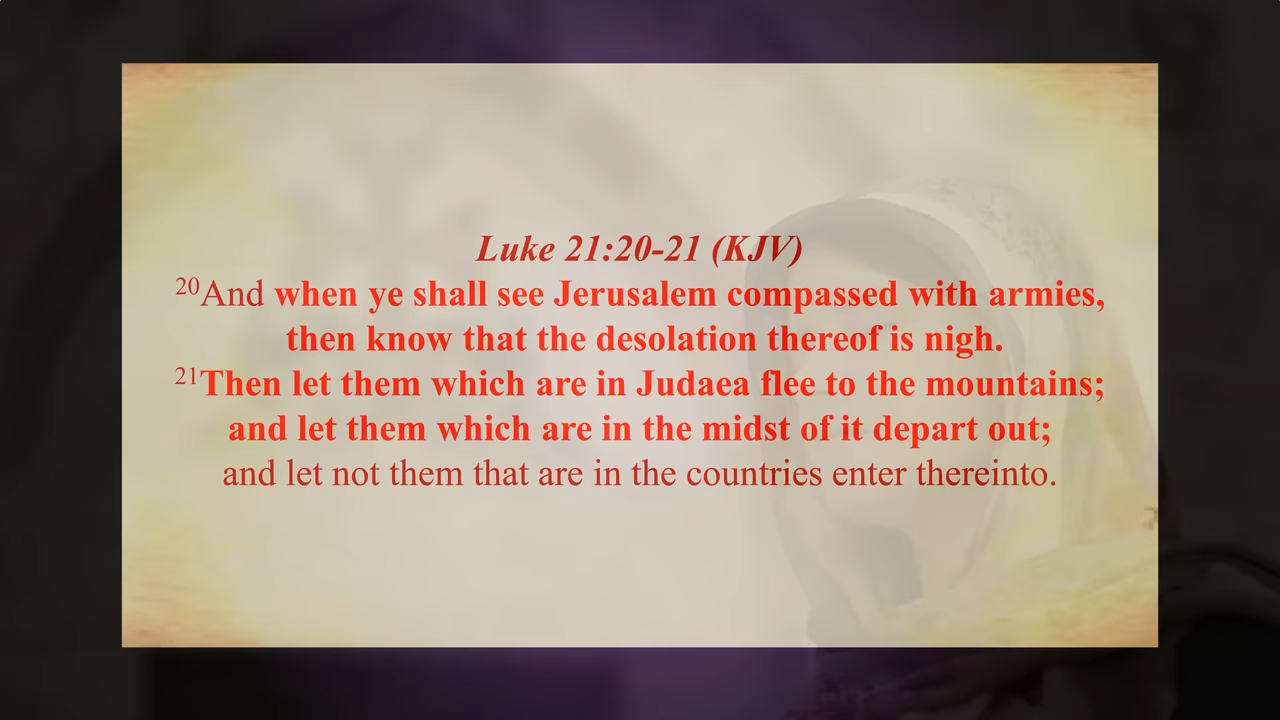 Luke 21:20-21 (KJV)
20And when ye shall see Jerusalem compassed with armies,
then know that the desolation thereof is nigh.
21Then let them which are in Judaea flee to the mountains;
and let them which are in the midst of it depart out;
and let not them that are in the countries enter thereinto.